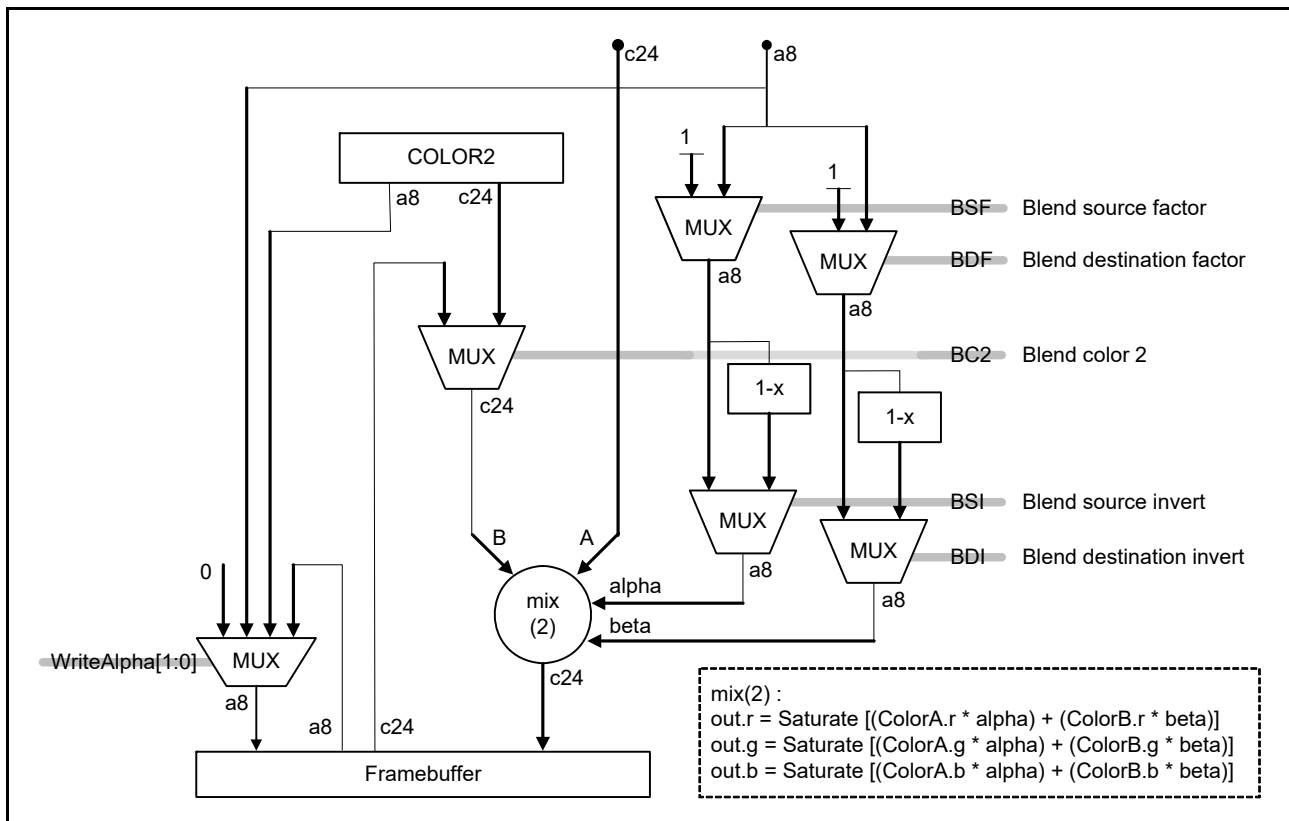 c24
a8
1
COLOR2
1
a8
c24
BSF Blend source factor
MUX
MUX
BDF Blend destination factor
a8
a8
MUX
BC2 Blend color 2
1-x
c24
1-x
BSI Blend source invert
MUX
B
A
MUX
BDI Blend destination invert
0
a8
alpha
mix
(2)
a8
beta
WriteAlpha[1:0]
MUX
c24
a8
a8
c24
Framebuffer
mix(2) :
out.r = Saturate [(ColorA.r * alpha) + (ColorB.r * beta)]
out.g = Saturate [(ColorA.g * alpha) + (ColorB.g * beta)]
out.b = Saturate [(ColorA.b * alpha) + (ColorB.b * beta)]